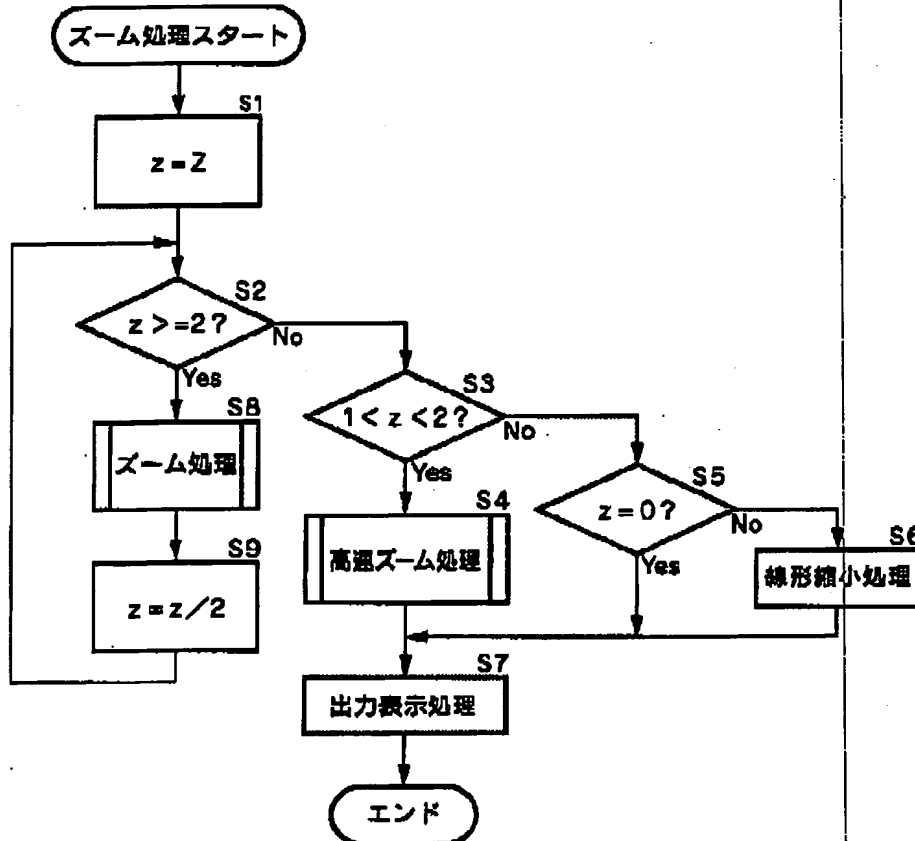 ズーム処理スタート
S1
z=Z
S2
z>=2?
No
Yes
S3
1<z<2?
No
Yes
S8
ズーム処理
S4
高速ズーム処理
S5
z=0?
No
Yes
S9
z=z/2
S6
線形縮小処理
S7
出力表示処理
エンド